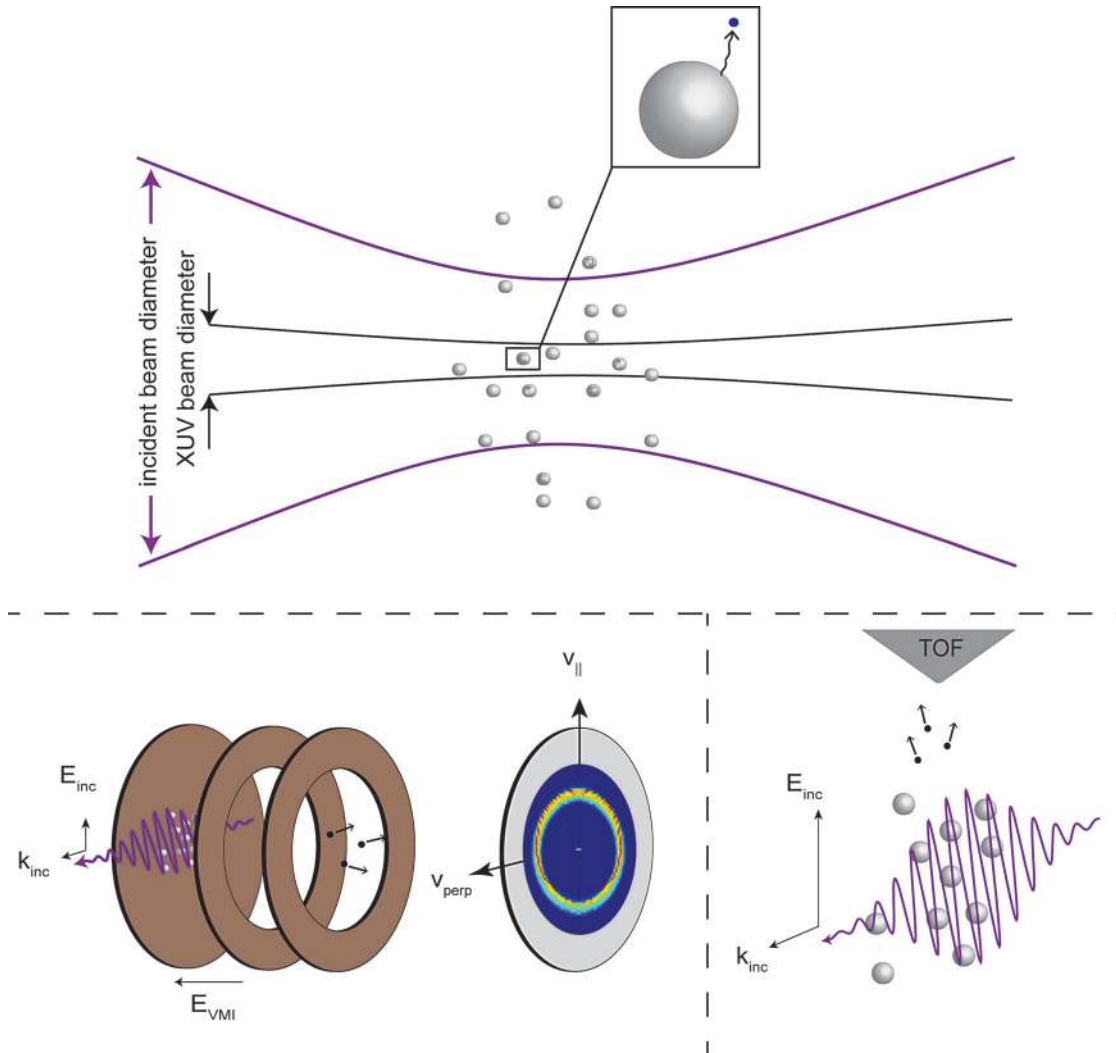 incident beam diameter
XUV beam diameter
E_inc
k_inc
E_VMI
v_||
v_perp
TOF
E_inc
k_inc